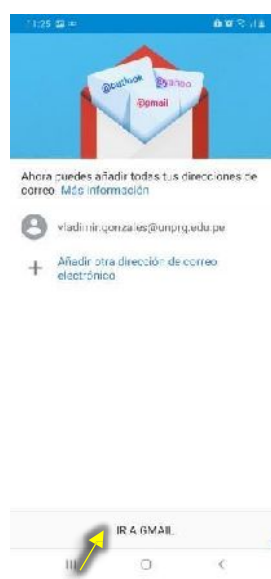 11:25
@outlook
@yahoo
@gmail
Ahora puedes añadir todas tus direcciones de
correo Más información
vladimir.gonzales@unprg.edu.pe
Añadir otra dirección de correo
electrónico
IR A GMAIL